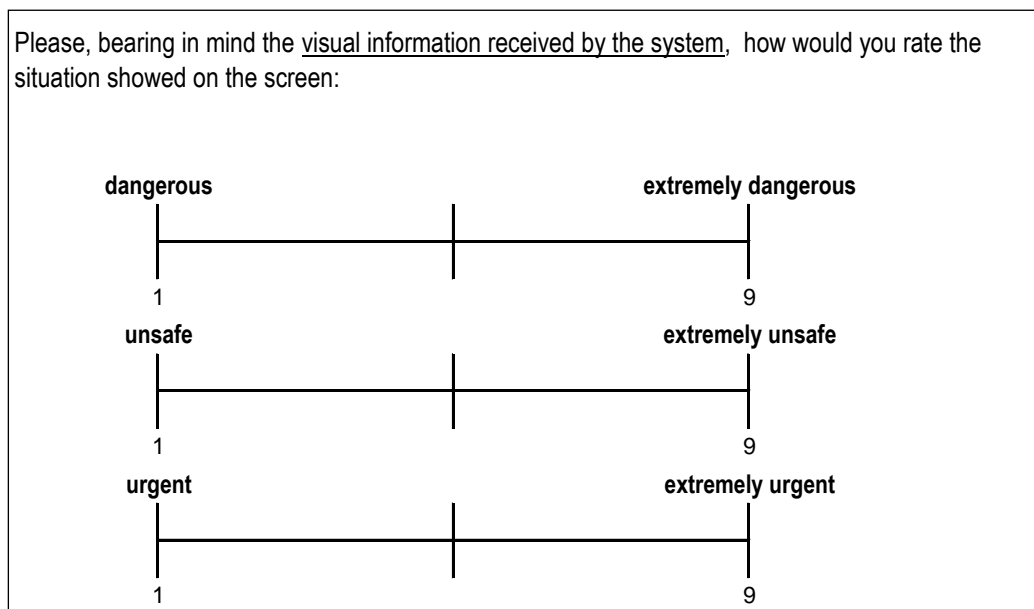 Please, bearing in mind the visual information received by the system, how would you rate the
situation showed on the screen:
dangerous extremely dangerous
1 9
unsafe extremely unsafe
1 9
urgent extremely urgent
1 9